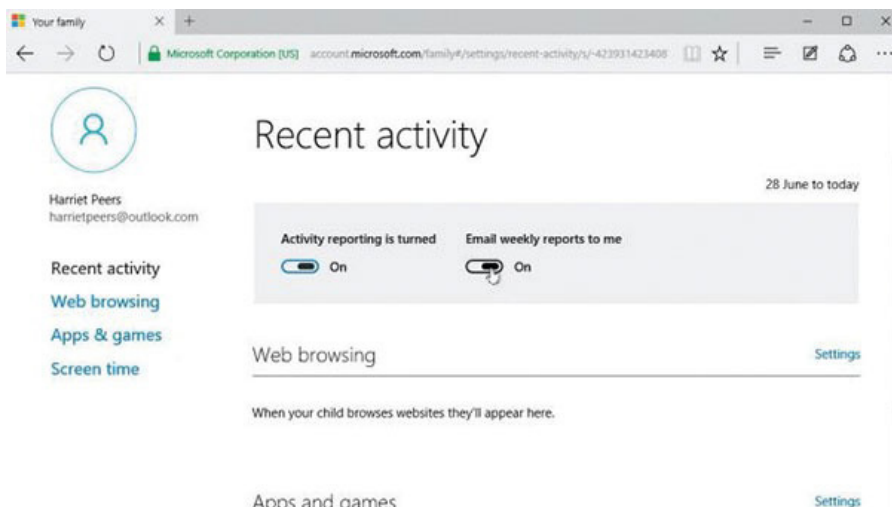 Your family
Microsoft Corporation [US] account.microsoft.com/family#/settings/recent-activity/s/-423931423408
Recent activity
28 June to today
Harriet Peers
harrietpeers@outlook.com
Activity reporting is turned
Email weekly reports to me
On
On
Recent activity
Web browsing
Apps & games
Screen time
Web browsing
Settings
When your child browses websites they'll appear here.
Apps and games
Settings